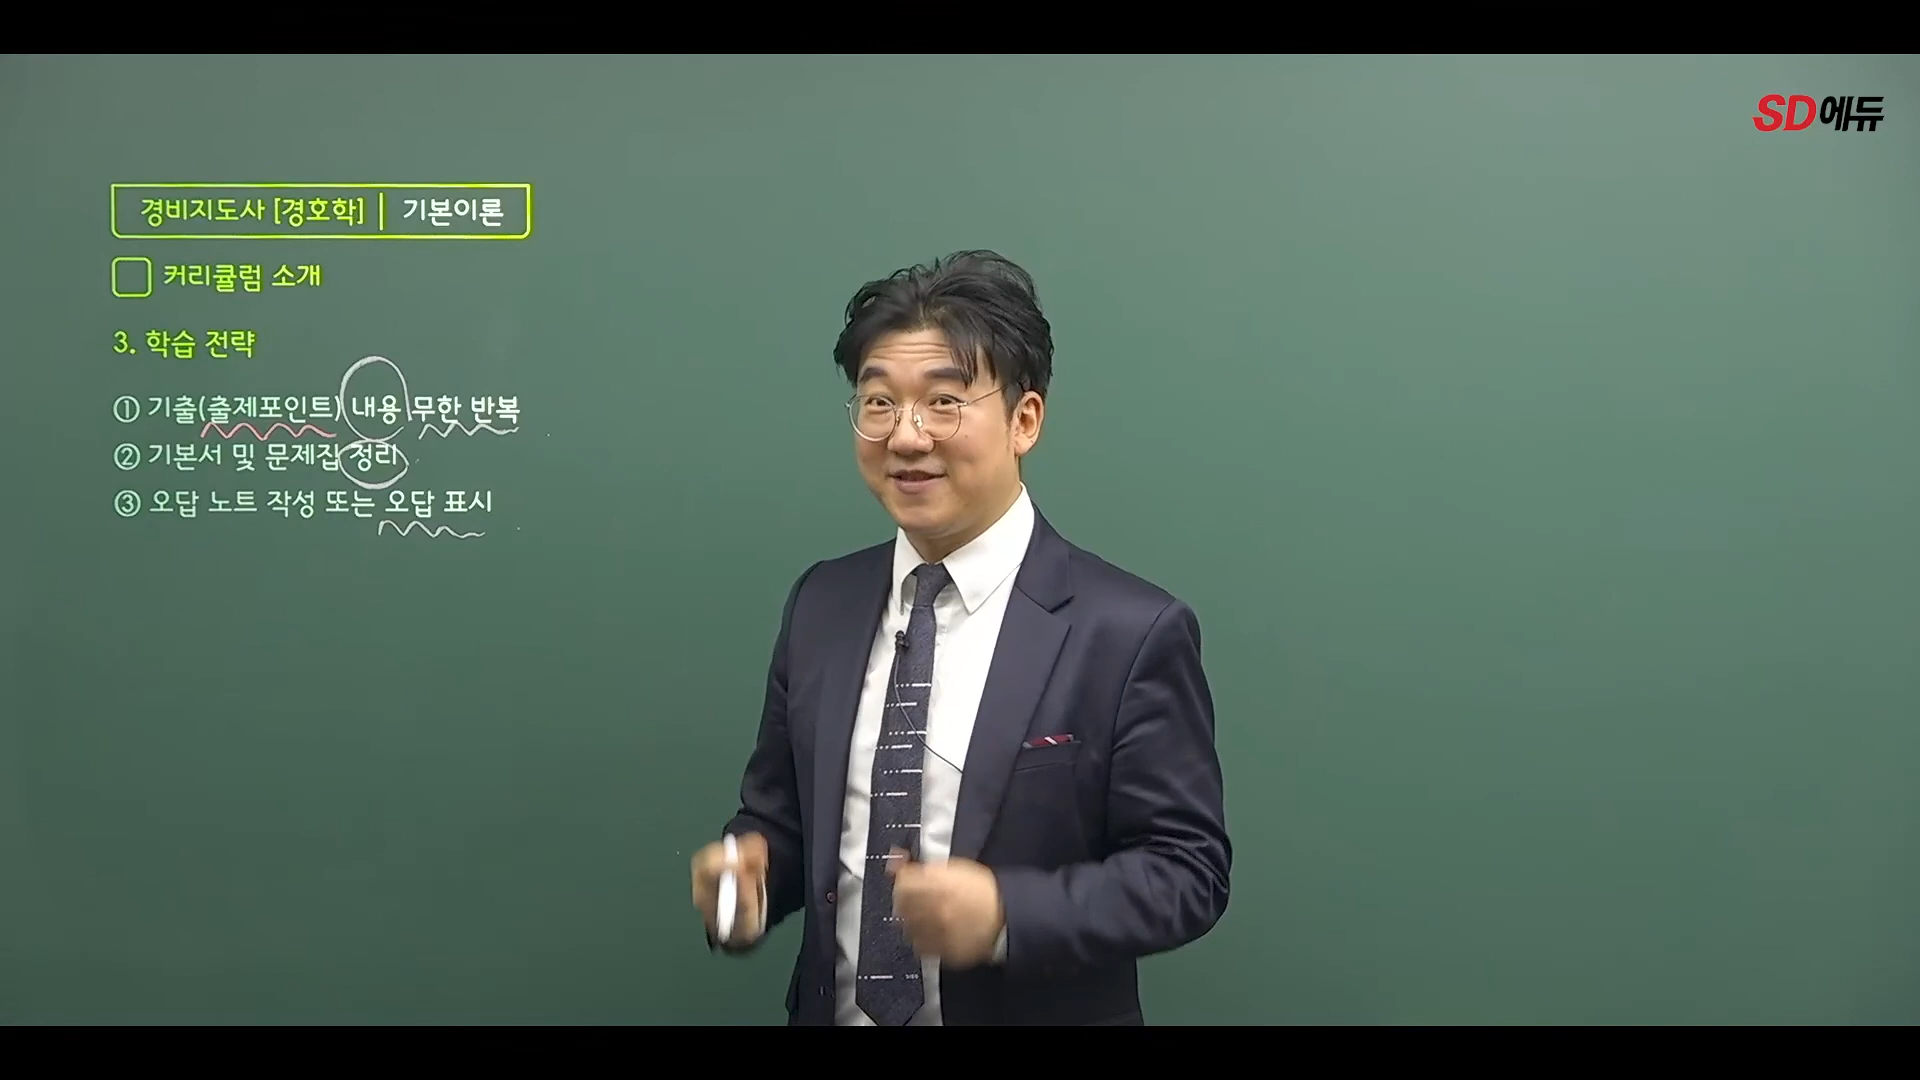 SD에듀
경비지도사 [경호학] | 기본이론
커리큘럼 소개
3. 학습 전략
① 기출(출제포인트) 내용 무한 반복
② 기본서 및 문제집 정리
③ 오답 노트 작성 또는 오답 표시